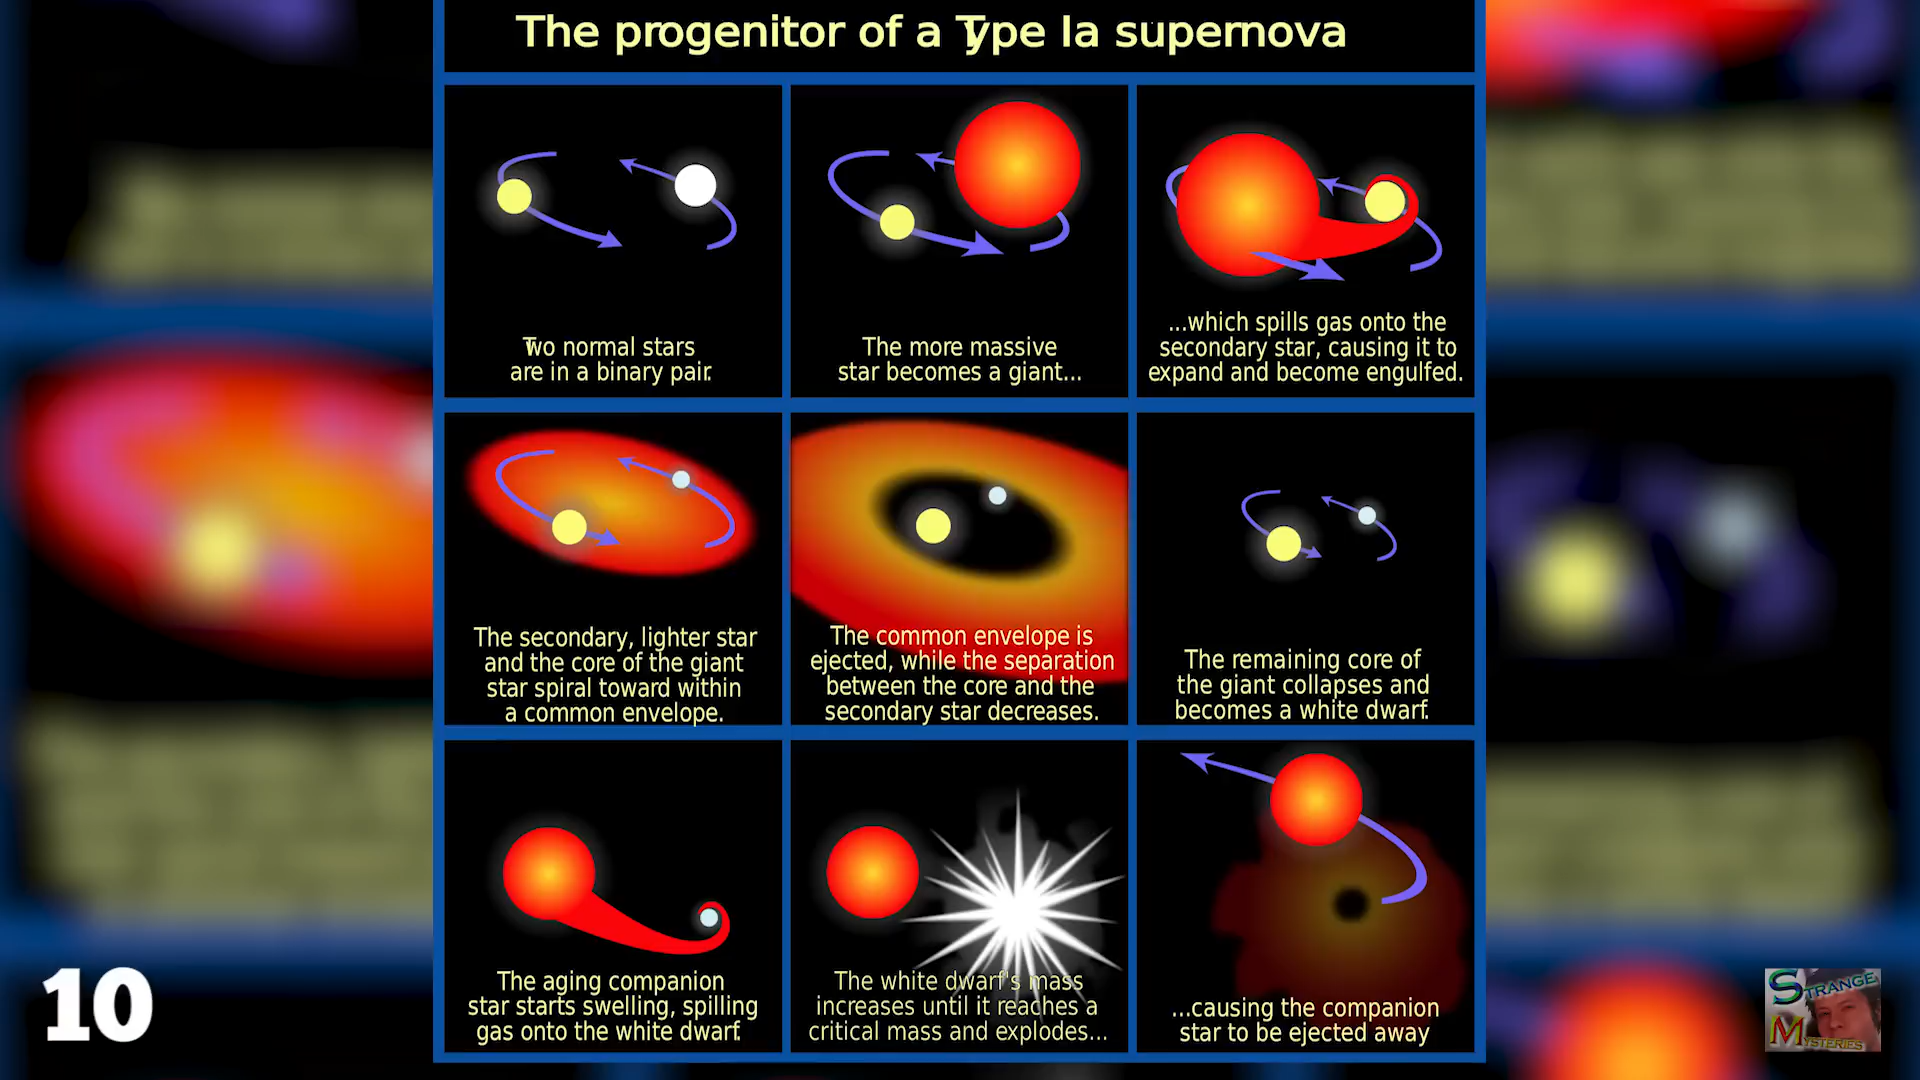 The progenitor of a Type Ia supernova
Two normal stars
are in a binary pair.
The more massive
star becomes a giant...
...which spills gas onto the
secondary star, causing it to
expand and become engulfed.
The secondary, lighter star
and the core of the giant
star spiral toward within
a common envelope.
The common envelope is
ejected, while the separation
between the core and the
secondary star decreases.
The remaining core of
the giant collapses and
becomes a white dwarf.
The aging companion
star starts swelling, spilling
gas onto the white dwarf.
The white dwarf's mass
increases until it reaches a
critical mass and explodes...
...causing the companion
star to be ejected away
10
STRANGE
MYSTERIES